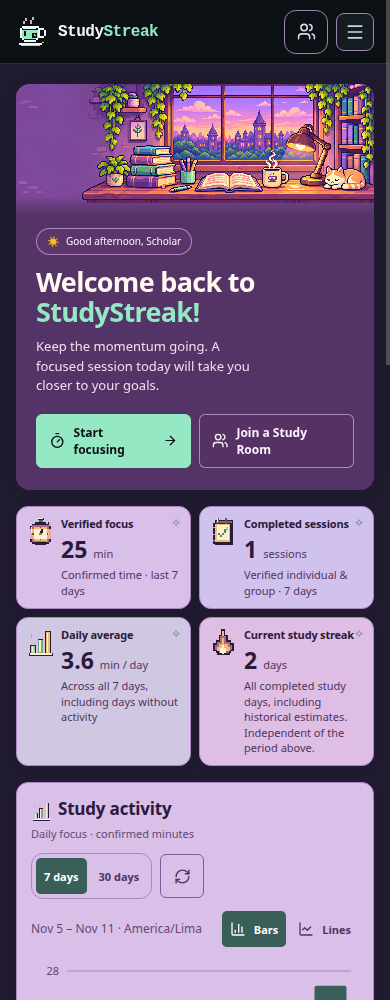 StudyStreak
Good afternoon, Scholar
Welcome back to
StudyStreak!
Keep the momentum going. A
focused session today will take you
closer to your goals.
Start
focusing
Join a Study
Room
Verified focus
25 min
Confirmed time · last 7
days
Completed sessions
1 sessions
Verified individual &
group · 7 days
Daily average
3.6 min / day
Across all 7 days,
including days without
activity
Current study streak
2 days
All completed study
days, including
historical estimates.
Independent of the
period above.
Study activity
Daily focus · confirmed minutes
7 days
30 days
Nov 5 – Nov 11 · America/Lima
Bars
Lines
28